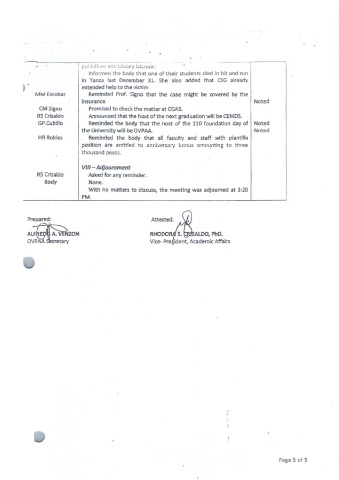 guidelines and Library Manual.
Informed the body that one of their students died in hit and run
in Tanza last December 31. She also added that CSG already
extended help to the victim.
MM Escobar Reminded Prof. Signo that the case might be covered by the
insurance Noted
CM Signo Promised to check the matter at CGAS.
RS Crizaldo Announced that the host of the next graduation will be CEMDS.
GP Cubillo Reminded the body that the host of the 110 foundation day of Noted
the University will be OVPAA. Noted
HR Robles Reminded the body that all faculty and staff with plantilla
position are entitled to anniversary bonus amounting to three
thousand pesos.
VIII – Adjournment
RS Crizaldo Asked for any reminder.
Body None.
With no matters to discuss, the meeting was adjourned at 3:20
PM.
Prepared: Attested:
ALFREDO A. VENZON RHODORA S. CRIZALDO, PhD.
OVPAA Secretary Vice- President, Academic Affairs
Page 5 of 5